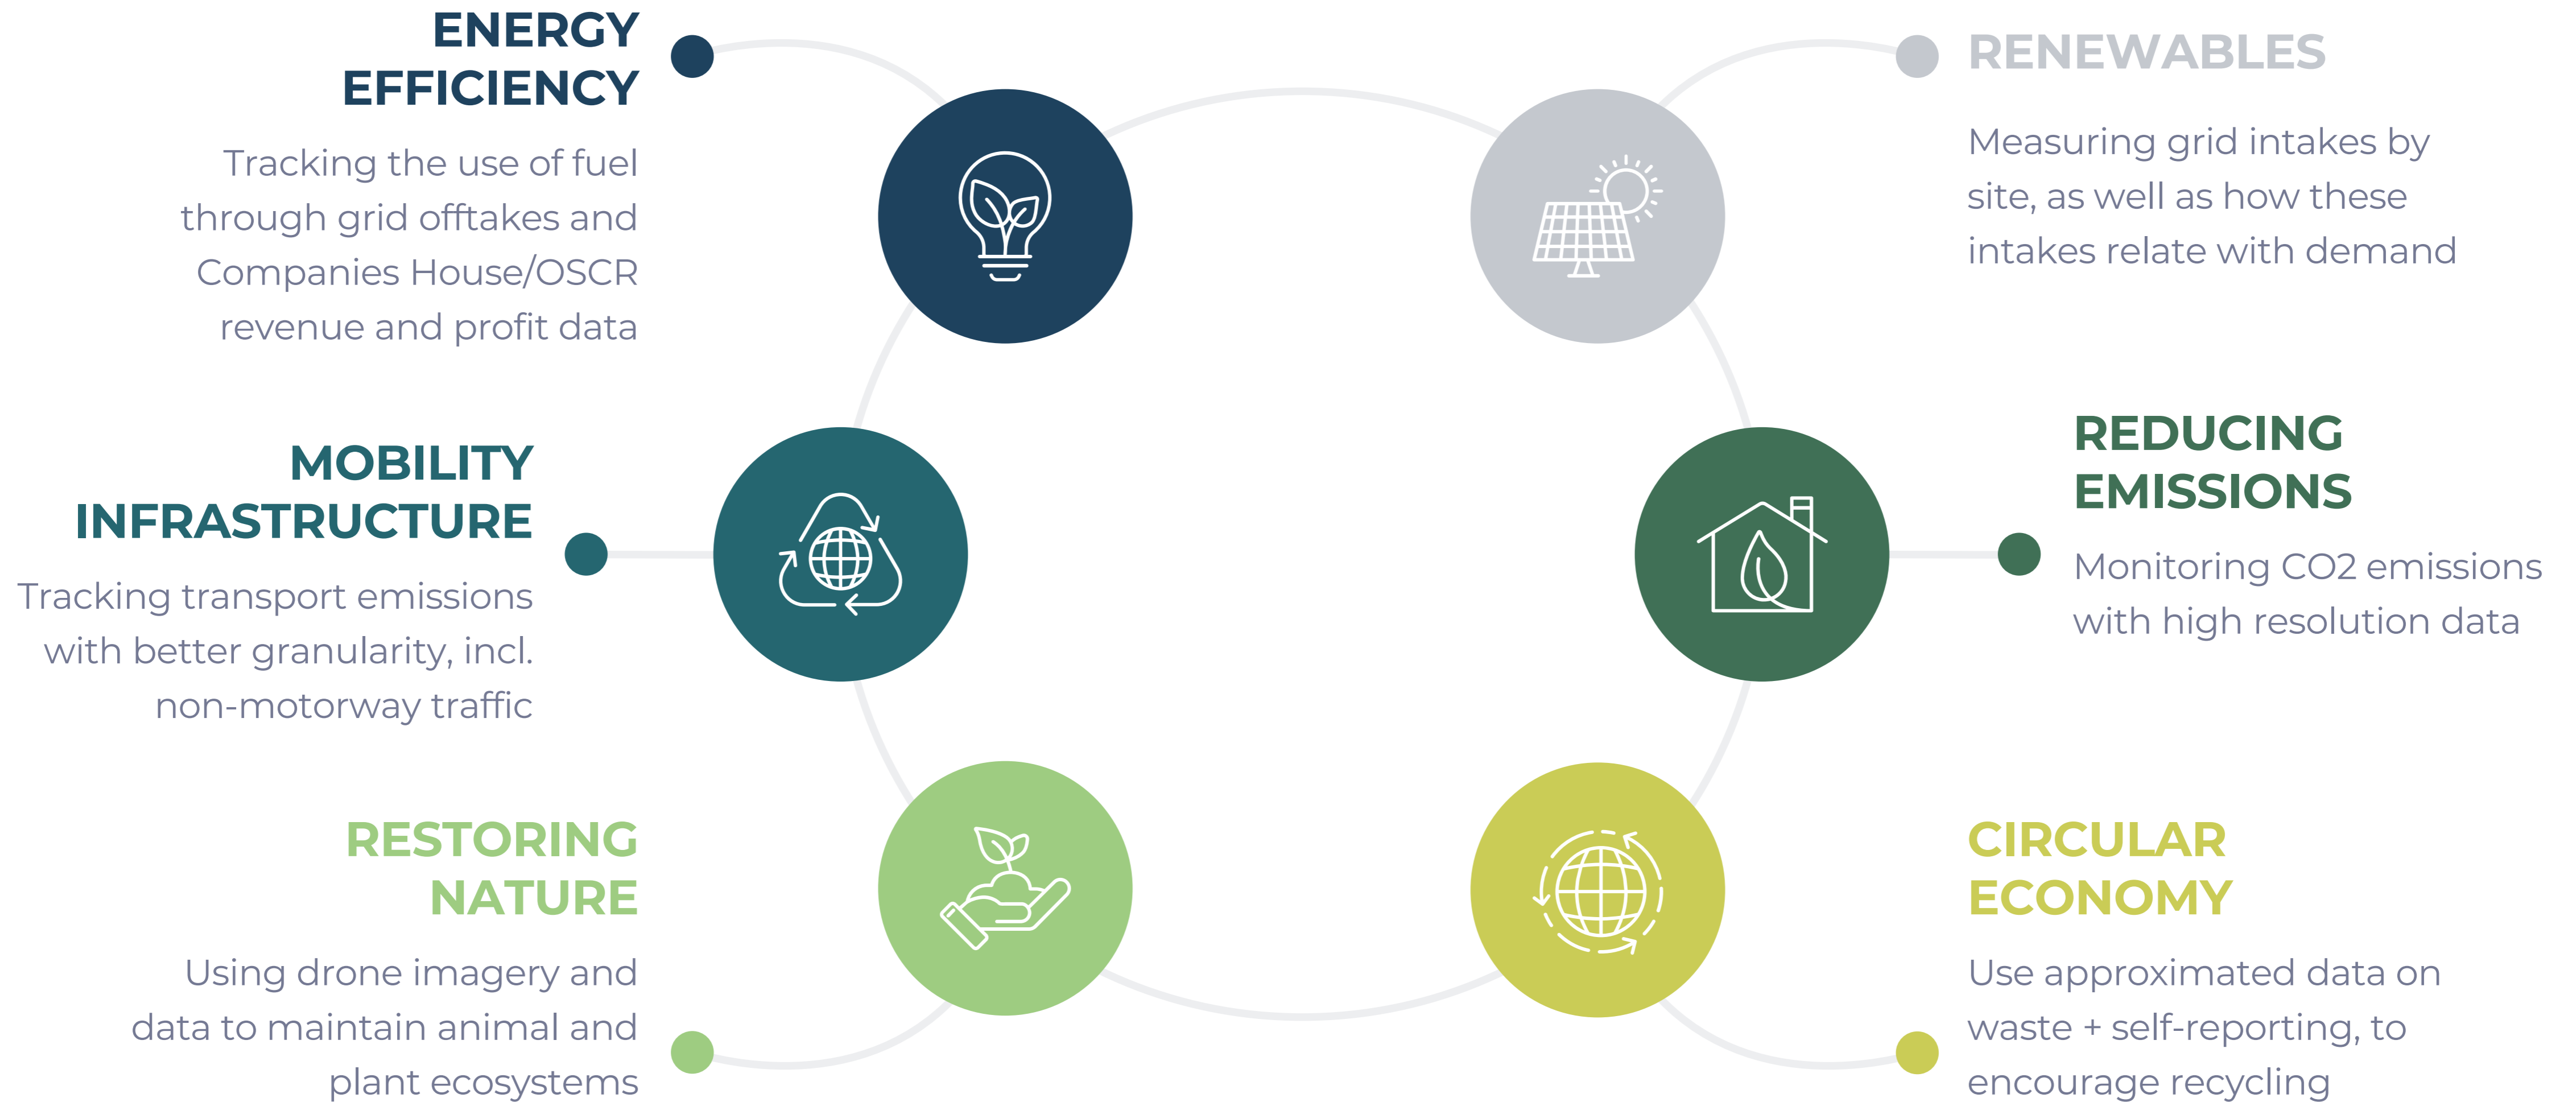 ENERGY
EFFICIENCY
Tracking the use of fuel
through grid offtakes and
Companies House/OSCR
revenue and profit data
RENEWABLES
Measuring grid intakes by
site, as well as how these
intakes relate with demand
MOBILITY
INFRASTRUCTURE
Tracking transport emissions
with better granularity, incl.
non-motorway traffic
REDUCING
EMISSIONS
Monitoring CO2 emissions
with high resolution data
RESTORING
NATURE
Using drone imagery and
data to maintain animal and
plant ecosystems
CIRCULAR
ECONOMY
Use approximated data on
waste + self-reporting, to
encourage recycling